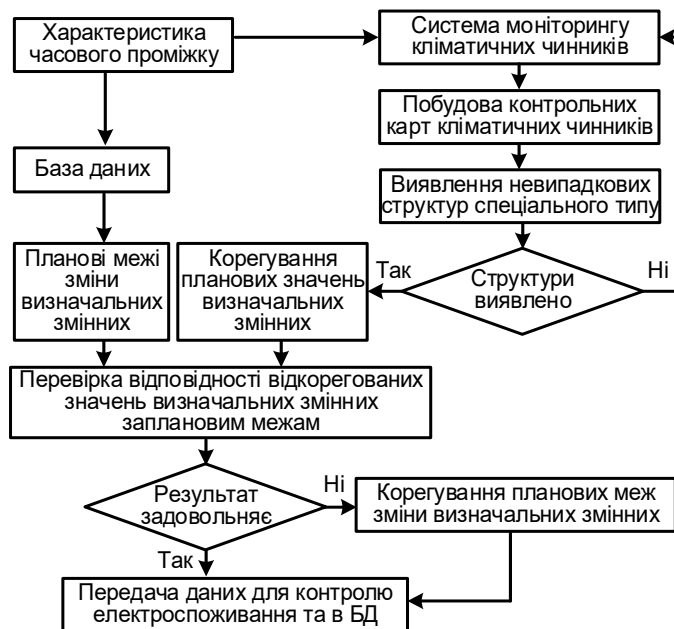 Характеристика
часового проміжку
Система моніторингу
кліматичних чинників
Побудова контрольних
карт кліматичних чинників
База даних
Виявлення невипадкових
структур спеціального типу
Планові межі
зміни
визначальних
змінних
Корегування
планових значень
визначальних
змінних
Так
Структури
виявлено
Ні
Перевірка відповідності відкорегованих
значень визначальних змінних
заплановим межам
Результат
задовольняє
Ні
Корегування планових меж
зміни визначальних змінних
Так
Передача даних для контролю
електроспоживання та в БД